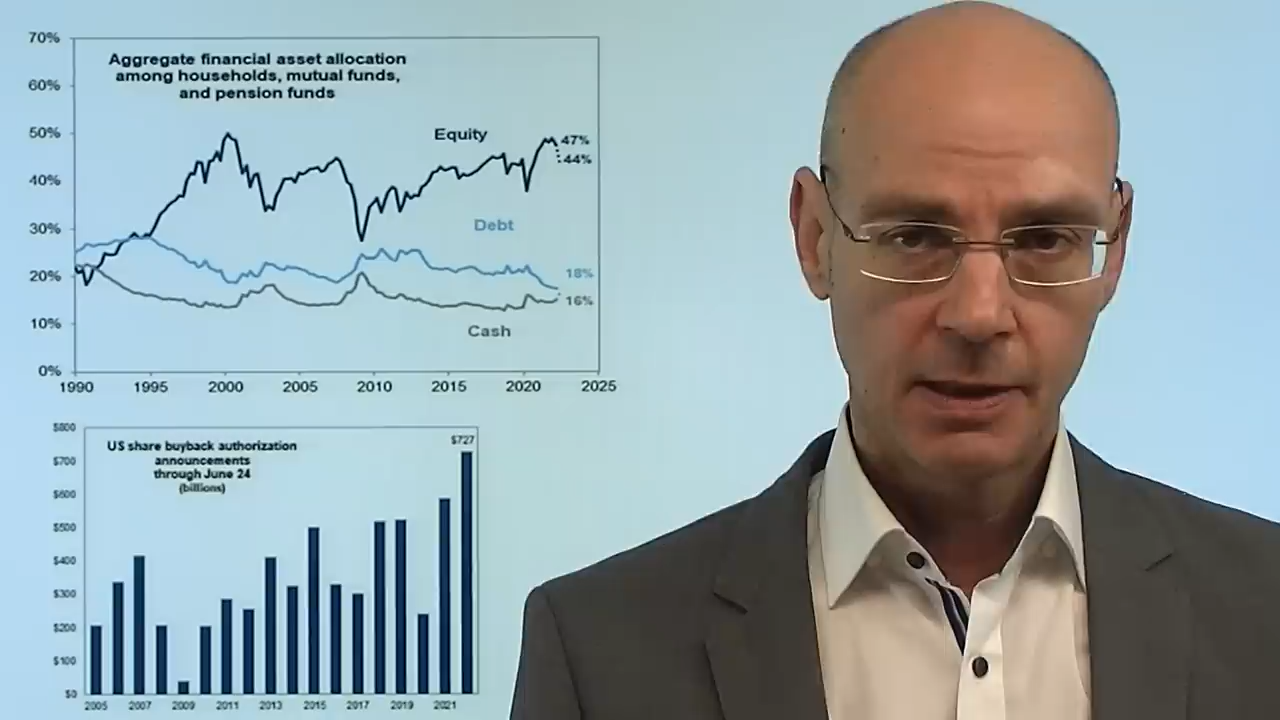 70%
Aggregate financial asset allocation
among households, mutual funds,
and pension funds
60%
50%
Equity
47%
44%
40%
30%
Debt
20%
18%
16%
10%
Cash
0%
1990 1995 2000 2005 2010 2015 2020 2025
$800
US share buyback authorization
announcements
through June 24
(billions)
$727
$700
$600
$500
$400
$300
$200
$100
$0
2005 2007 2009 2011 2013 2015 2017 2019 2021